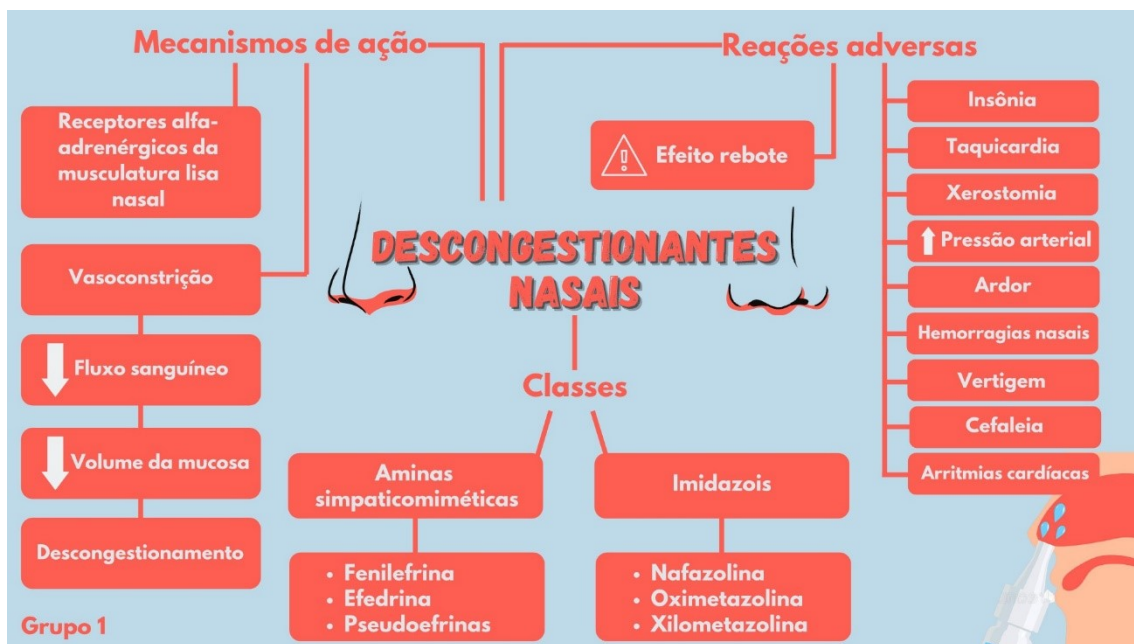 Mecanismos de ação
Receptores alfa-
adrenérgicos da
musculatura lisa
nasal
Vasoconstrição
Fluxo sanguíneo
Volume da mucosa
Descongestionamento
Reações adversas
Efeito rebote
Insônia
Taquicardia
Xerostomia
Pressão arterial
Ardor
Hemorragias nasais
Vertigem
Cefaleia
Arritmias cardíacas
DESCONGESTIONANTES
NASAIS
Classes
Aminas
simpaticomiméticas
• Fenilefrina
• Efedrina
• Pseudoefrinas
Imidazois
• Nafazolina
• Oximetazolina
• Xilometazolina
Grupo 1